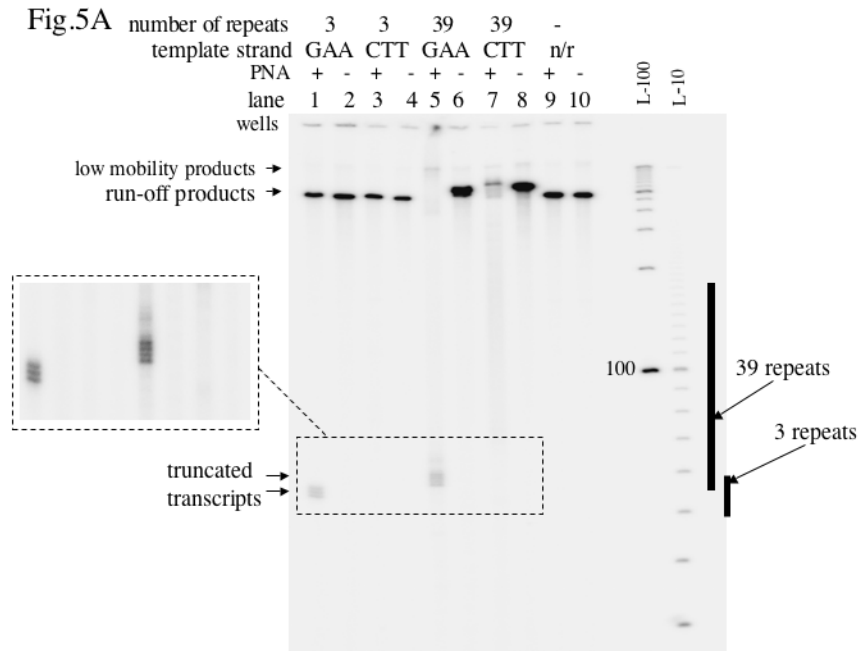 Fig.5A
number of repeats 3 3 39 39 -
template strand GAA CTT GAA CTT n/r
PNA + - + - + - + - + -
lane 1 2 3 4 5 6 7 8 9 10
L-100
L-10
wells
low mobility products
run-off products
100
39 repeats
3 repeats
truncated
transcripts